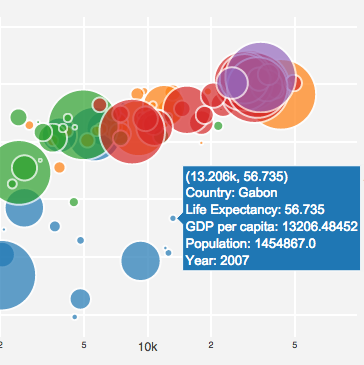 (13.206k, 56.735)
Country: Gabon
Life Expectancy: 56.735
GDP per capita: 13206.48452
Population: 1454867.0
Year: 2007
2 5 10k 2 5